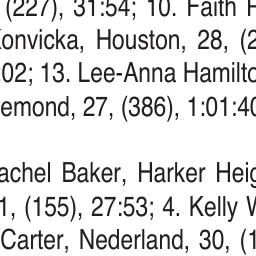 (227), 31:54; 10. Faith
Konvicka, Houston, 28, (2
:02; 13. Lee-Anna Hamilto
emond, 27, (386), 1:01:40
achel Baker, Harker Heig
1, (155), 27:53; 4. Kelly
Carter, Nederland, 30, (1